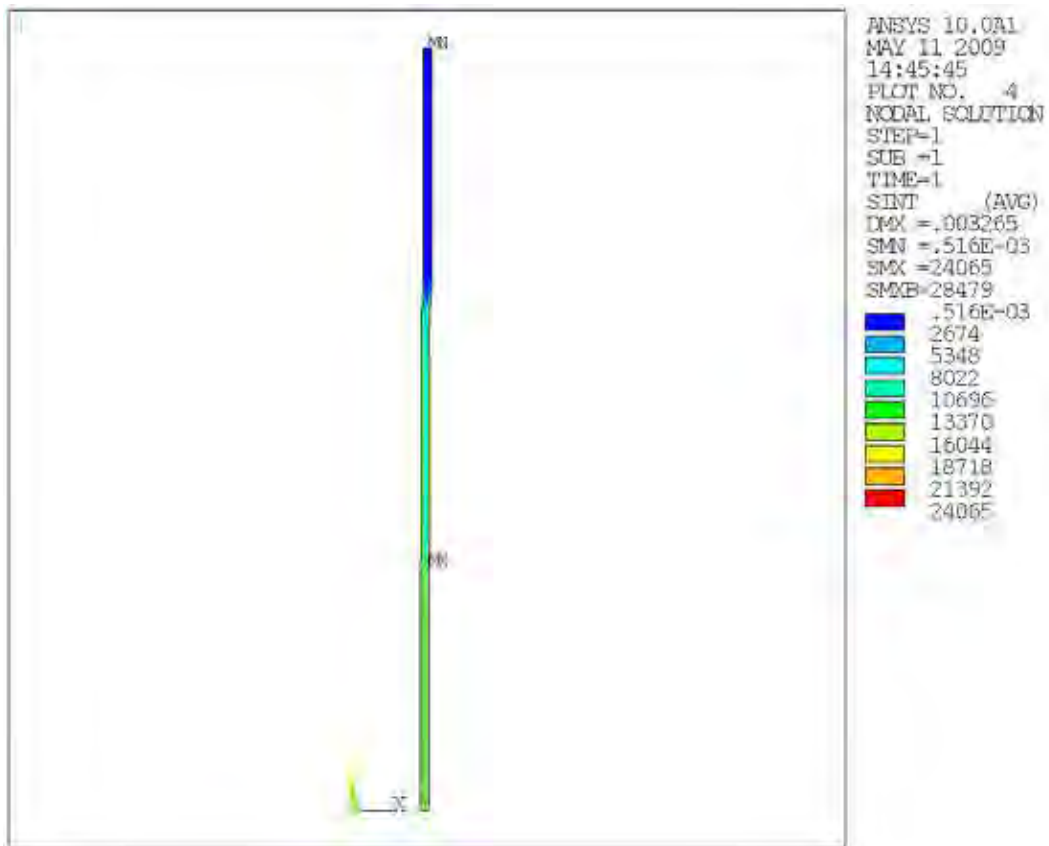 1
MN
MX
X
ANSYS 10.0A1
MAY 11 2009
14:45:45
PLOT NO. 4
NODAL SOLUTION
STEP=1
SUB =1
TIME=1
SINT (AVG)
DMX =.003265
SMN =.516E-03
SMX =24065
SMXB=28479
.516E-03
2674
5348
8022
10696
13370
16044
18718
21392
24065